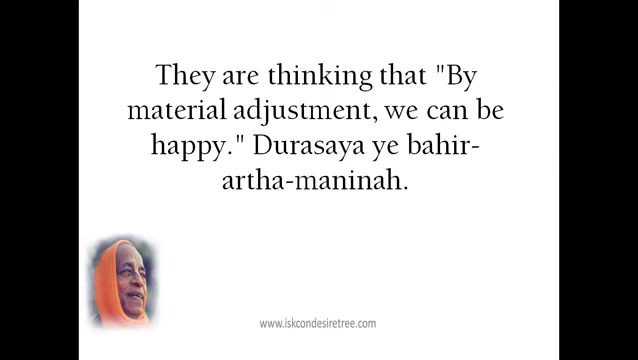 They are thinking that "By
material adjustment, we can be
happy." Durasaya ye bahir-
artha-maninah.
www.iskcondesiretree.com